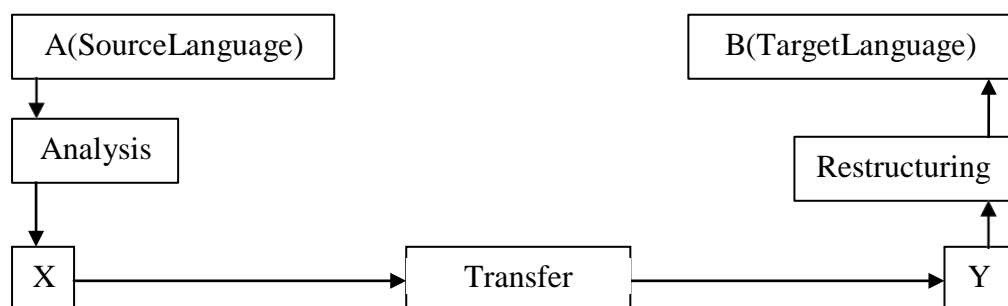 A(SourceLanguage)
B(TargetLanguage)
Analysis
Restructuring
X
Transfer
Y